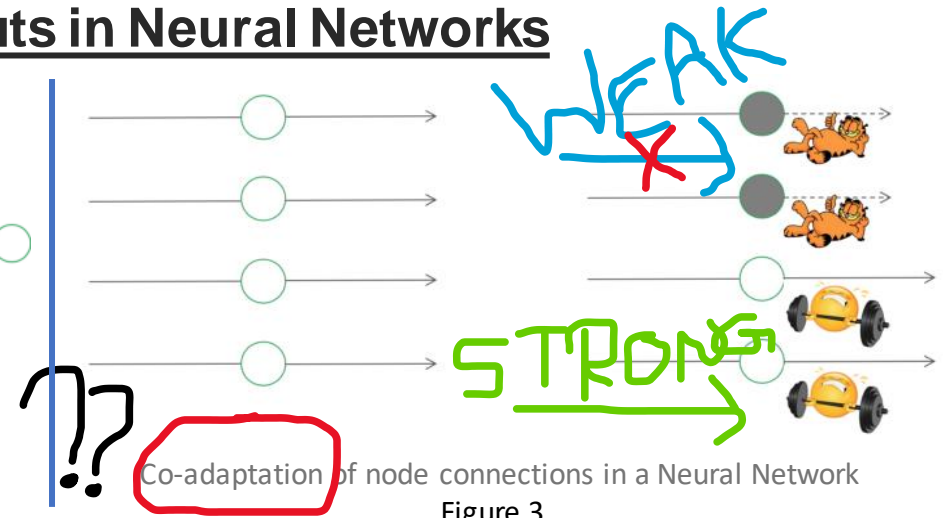 uts in Neural Networks
WEAK
X
STRONG
??
Co-adaptation of node connections in a Neural Network
Figure 3